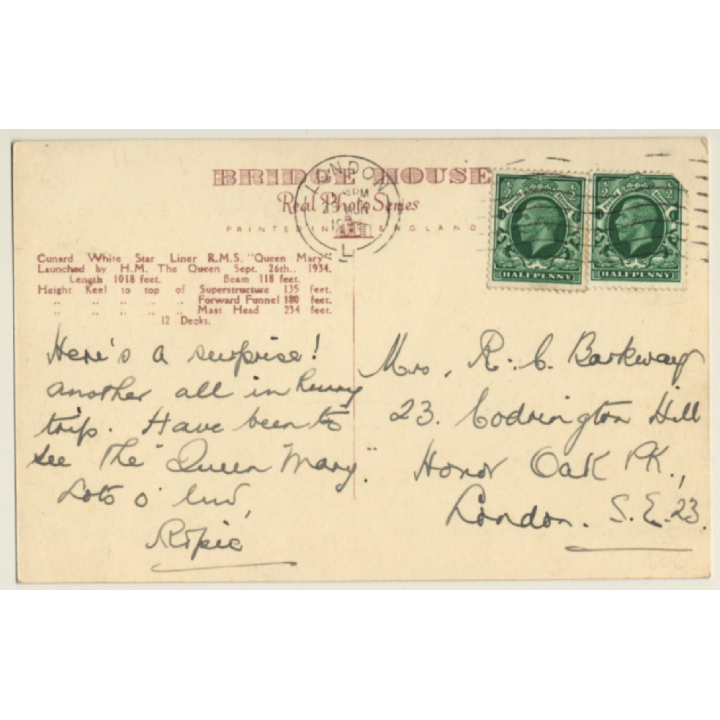 BRIDGE HOUSE
Real Photo Series
PRINTED IN ENGLAND
LONDON
L
HALFPENNY
HALFPENNY
Cunard White Star Liner R.M.S. "Queen Mary"
Launched by H.M. The Queen Sept. 26th., 1934.
Length 1018 feet. Beam 118 feet.
Height Keel to top of Superstructure 135 feet.
" " " " " Forward Funnel 180 feet.
" " " " " Mast Head 234 feet.
12 Decks.
Here's a surprise!
another all in hurry
trip. Have been to
see the "Queen Mary."
Lots o' luv,
Mrs. R. C. Barkway
23. Codrington Hill
Honor Oak Pk,
London. S.E.23.